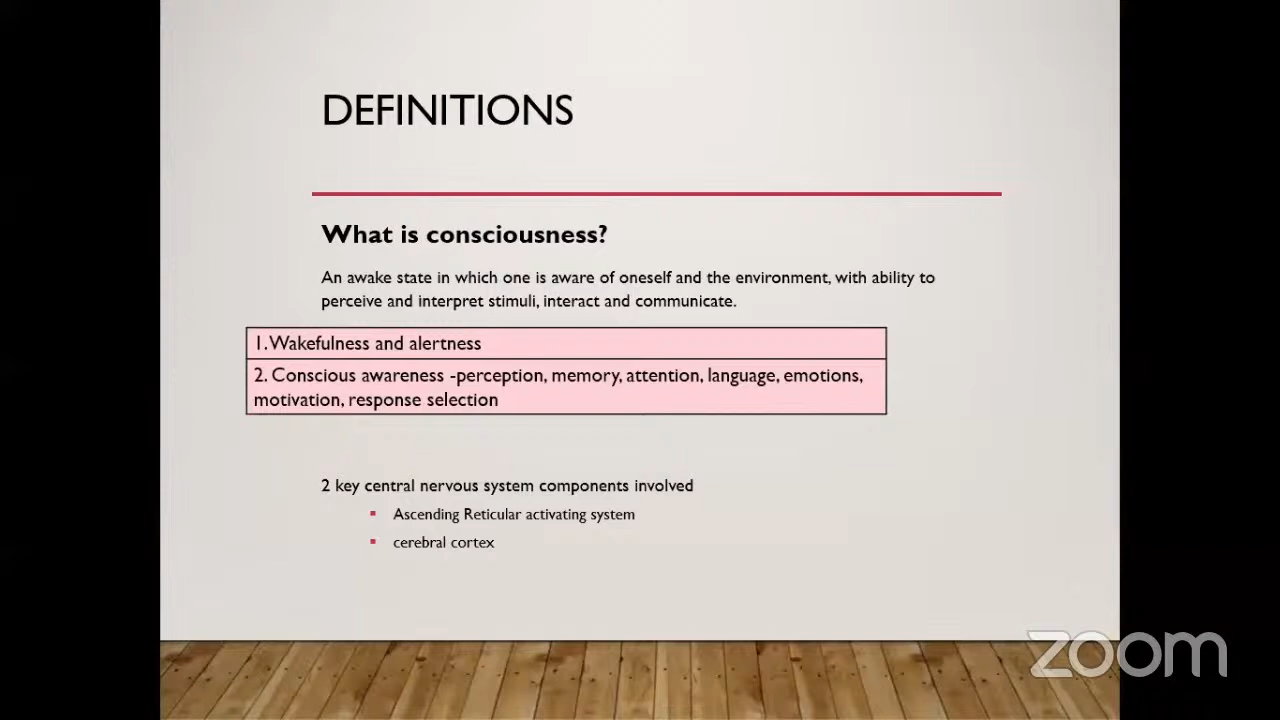 DEFINITIONS
What is consciousness?
An awake state in which one is aware of oneself and the environment, with ability to
perceive and interpret stimuli, interact and communicate.
1. Wakefulness and alertness
2. Conscious awareness -perception, memory, attention, language, emotions,
motivation, response selection
2 key central nervous system components involved
▪ Ascending Reticular activating system
▪ cerebral cortex
zoom